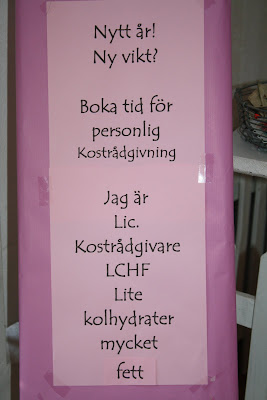 Nytt år!
Ny vikt?
Boka tid för
personlig
Kostrådgivning
Jag är
Lic.
Kostrådgivare
LCHF
Lite
kolhydrater
mycket
fett